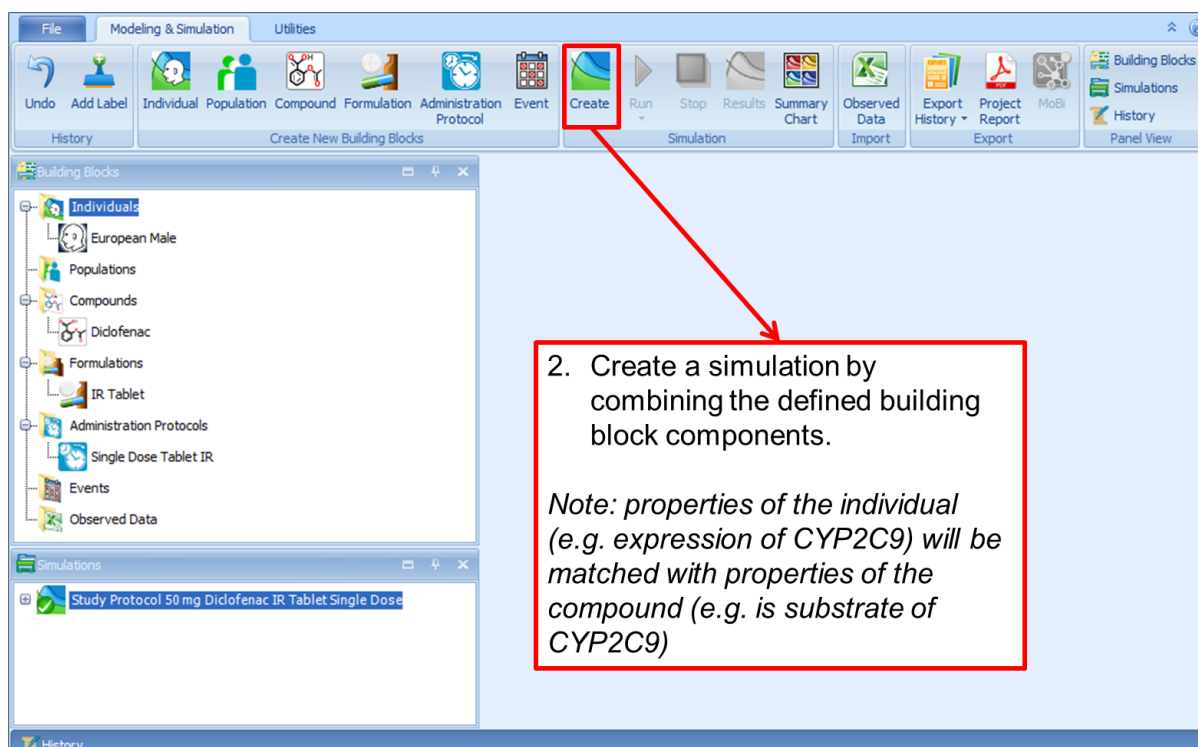 File Modeling & Simulation Utilities
Undo Add Label Individual Population Compound Formulation Administration Protocol Event Create Run Stop Results Summary Chart Observed Data Export History Project Report MoBi
Building Blocks
Simulations
History
History Create New Building Blocks Simulation Import Export Panel View
Building Blocks
Individuals
European Male
Populations
Compounds
Diclofenac
Formulations
IR Tablet
Administration Protocols
Single Dose Tablet IR
Events
Observed Data
Simulations
Study Protocol 50 mg Diclofenac IR Tablet Single Dose
History
2. Create a simulation by
combining the defined building
block components.
Note: properties of the individual
(e.g. expression of CYP2C9) will be
matched with properties of the
compound (e.g. is substrate of
CYP2C9)